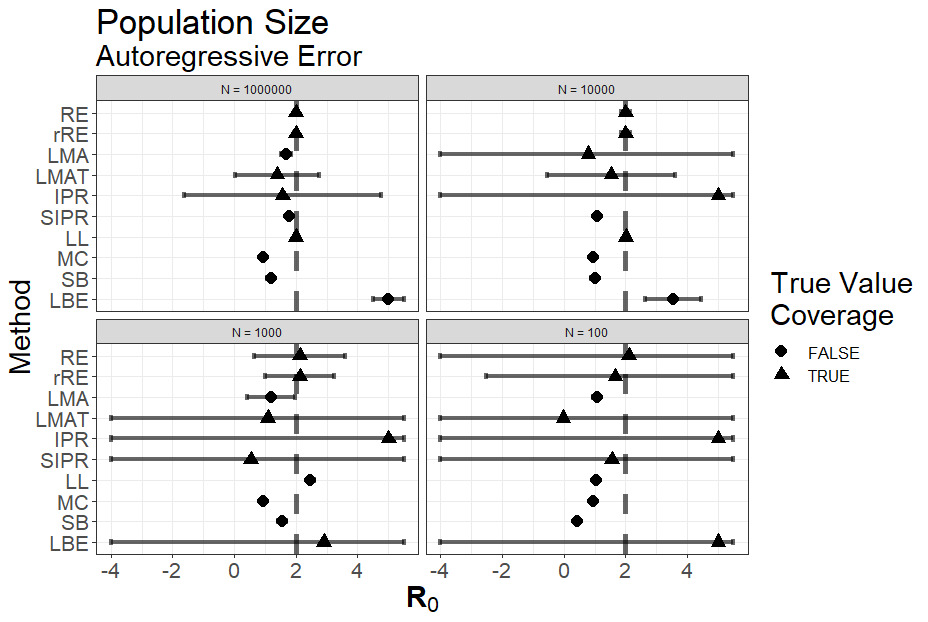 Population Size
Autoregressive Error
N = 1000000
N = 10000
RE
rRE
LMA
LMAT
IPR
SIPR
LL
MC
SB
LBE
N = 1000
N = 100
RE
rRE
LMA
LMAT
IPR
SIPR
LL
MC
SB
LBE
-4 -2 0 2 4
-4 -2 0 2 4
R0
Method
True Value
Coverage
FALSE
TRUE